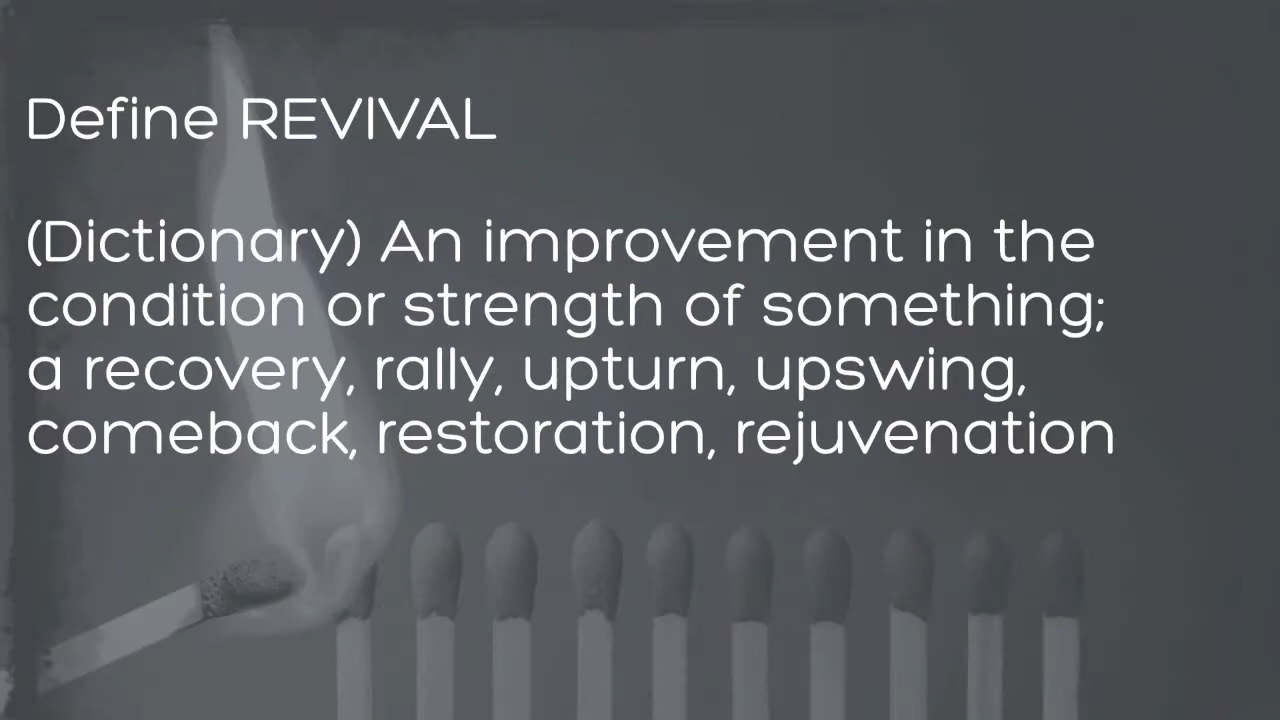 Define REVIVAL
(Dictionary) An improvement in the
condition or strength of something;
a recovery, rally, upturn, upswing,
comeback, restoration, rejuvenation